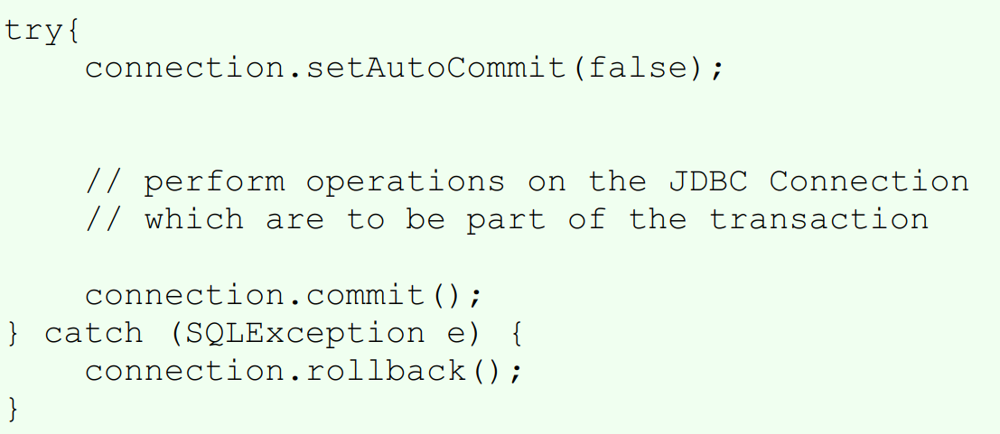 try{
    connection.setAutoCommit(false);
    // perform operations on the JDBC Connection
    // which are to be part of the transaction
    connection.commit();
} catch (SQLException e) {
    connection.rollback();
}